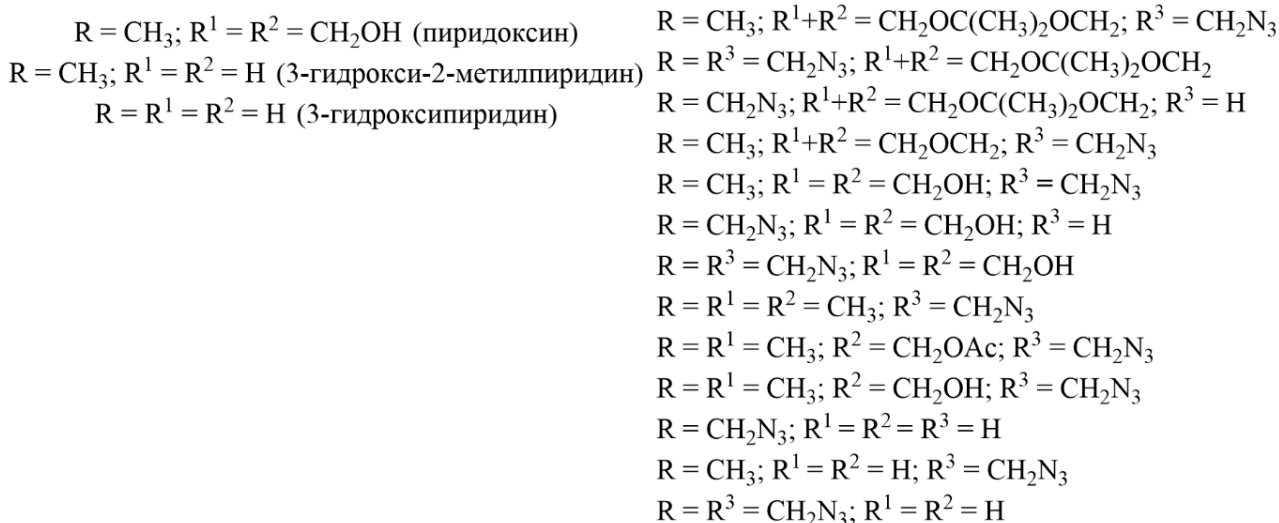 R = CH₃; R¹ = R² = CH₂OH (пиридоксин)
R = CH₃; R¹ = R² = H (3-гидрокси-2-метилпиридин)
R = R¹ = R² = H (3-гидроксипиридин)
R = CH₃; R¹+R² = CH₂OC(CH₃)₂OCH₂; R³ = CH₂N₃
R = R³ = CH₂N₃; R¹+R² = CH₂OC(CH₃)₂OCH₂
R = CH₂N₃; R¹+R² = CH₂OC(CH₃)₂OCH₂; R³ = H
R = CH₃; R¹+R² = CH₂OCH₂; R³ = CH₂N₃
R = CH₃; R¹ = R² = CH₂OH; R³ = CH₂N₃
R = CH₂N₃; R¹ = R² = CH₂OH; R³ = H
R = R³ = CH₂N₃; R¹ = R² = CH₂OH
R = R¹ = R² = CH₃; R³ = CH₂N₃
R = R¹ = CH₃; R² = CH₂OAc; R³ = CH₂N₃
R = R¹ = CH₃; R² = CH₂OH; R³ = CH₂N₃
R = CH₂N₃; R¹ = R² = R³ = H
R = CH₃; R¹ = R² = H; R³ = CH₂N₃
R = R³ = CH₂N₃; R¹ = R² = H